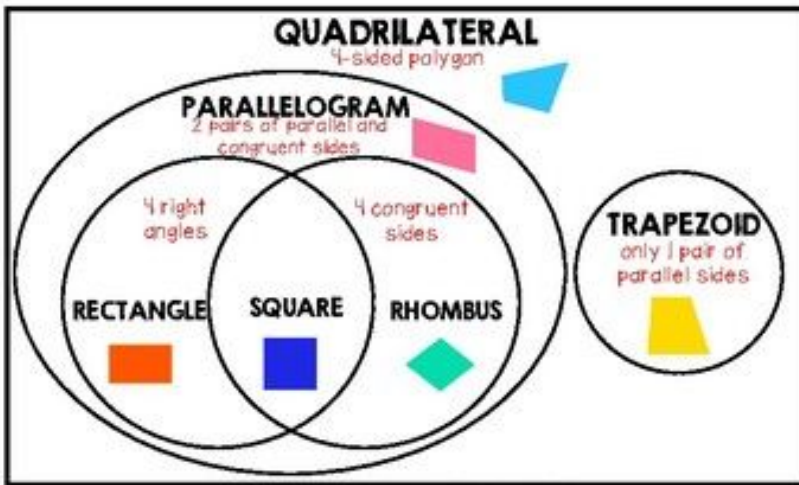 QUADRILATERAL
4-sided polygon
PARALLELOGRAM
2 pairs of parallel and
congruent sides
4 right
angles
4 congruent
sides
RECTANGLE
SQUARE
RHOMBUS
TRAPEZOID
only 1 pair of
parallel sides